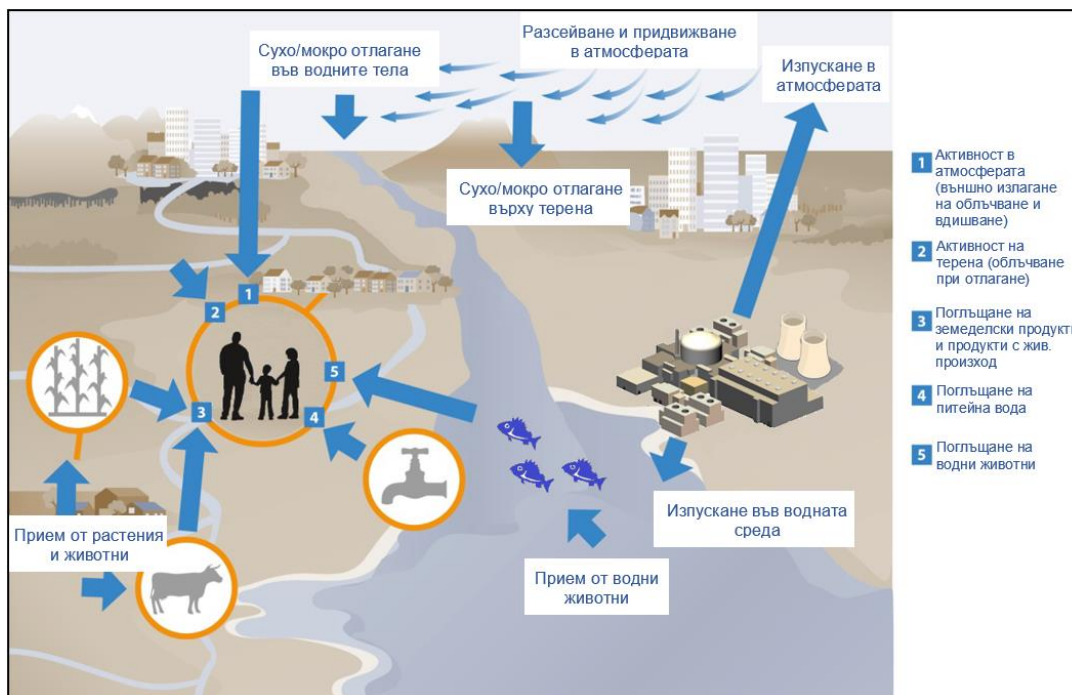 Сухо/мокро отлагане
във водните тела
Разсейване и придвижване
в атмосферата
Изпускане в
атмосферата
Сухо/мокро отлагане
върху терена
1
2
3
4
5
Прием от растения
и животни
Изпускане във водната
среда
Прием от водни
животни
1 Активност в
атмосферата
(външно излагане
на облъчване и
вдишване)
2 Активност на
терена (облъчване
при отлагане)
3 Поглъщане на
земеделски продукти
и продукти с жив.
произход
4 Поглъщане на
питейна вода
5 Поглъщане на
водни животни